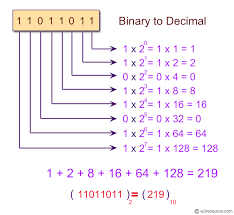 Binary to Decimal
1 1 0 1 1 0 1 1
1 x 2⁰= 1 x 1 = 1
1 x 2¹= 1 x 2 = 2
0 x 2²= 0 x 4 = 0
1 x 2³= 1 x 8 = 8
1 x 2⁴= 1 x 16 = 16
0 x 2⁵= 0 x 32 = 0
1 x 2⁶= 1 x 64 = 64
1 x 2⁷= 1 x 128 = 128
1 + 2 + 8 + 16 + 64 + 128 = 219
( 11011011 )₂ = ( 219 )₁₀
© w3resource.com